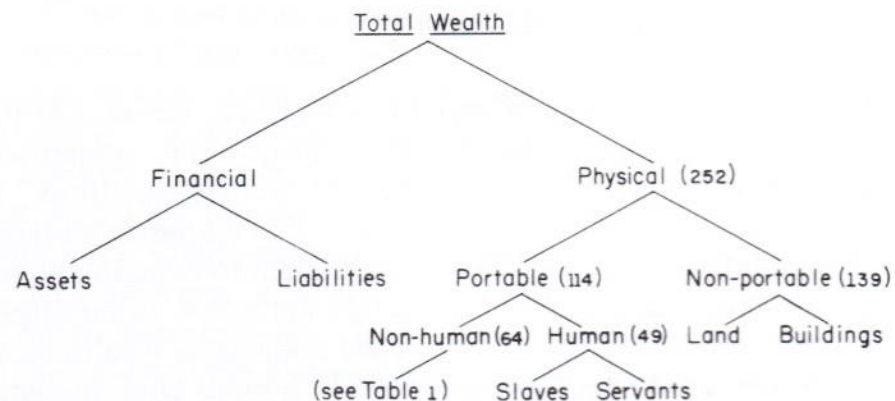 Total Wealth
Financial Physical (252)
Assets Liabilities Portable (114) Non-portable (139)
Non-human (64) Human (49) Land Buildings
(see Table 1) Slaves Servants